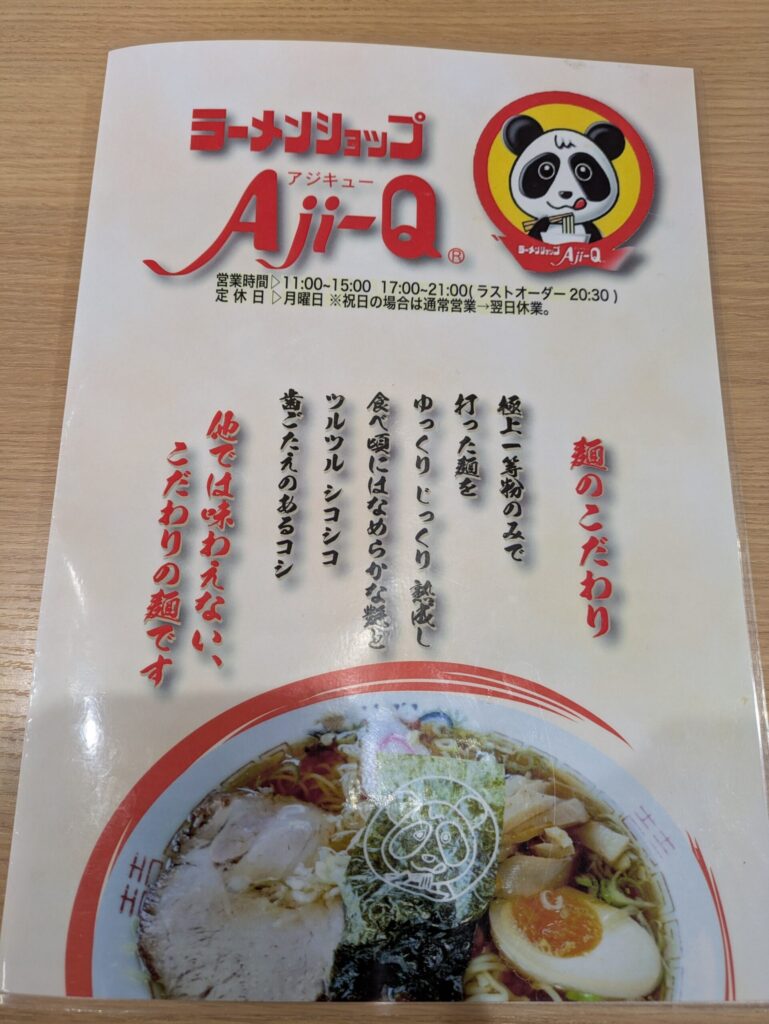 ラーメンショップ
アジキュー
Aji-Q®
ラーメンショップ Aji-Q
営業時間▷11:00~15:00 17:00~21:00(ラストオーダー20:30)
定休日▷月曜日 ※祝日の場合は通常営業→翌日休業。
麺のこだわり
極上一等粉のみで
打った麺を
ゆっくり じっくり 熟成し
食べ頃にはなめらかな艶と
ツルツル シコシコ
歯ごたえのあるコシ
他では味わえない、
こだわりの麺です